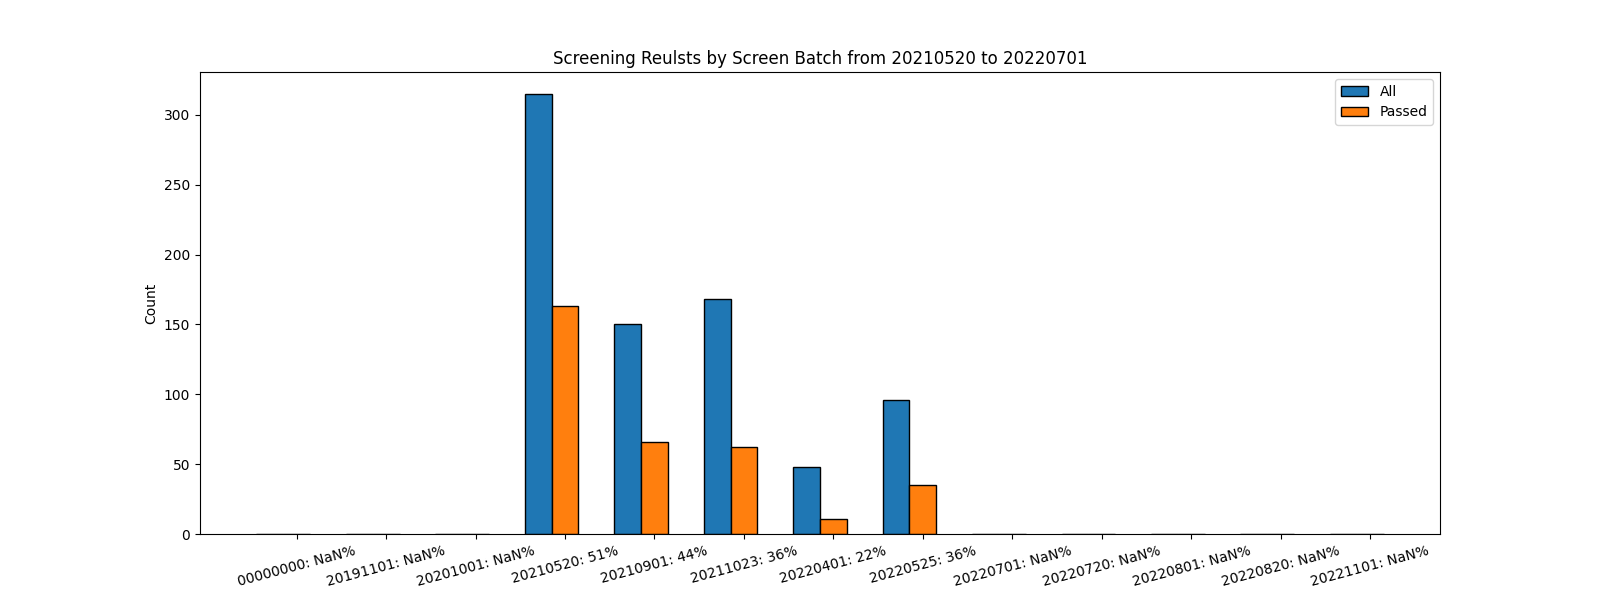 Screening Reulsts by Screen Batch from 20210520 to 20220701
All
Passed
300
250
200
150
100
50
0
Count
00000000: NaN%
20191101: NaN%
20201001: NaN%
20210520: 51%
20210901: 44%
20211023: 36%
20220401: 22%
20220525: 36%
20220701: NaN%
20220720: NaN%
20220801: NaN%
20220820: NaN%
20221101: NaN%